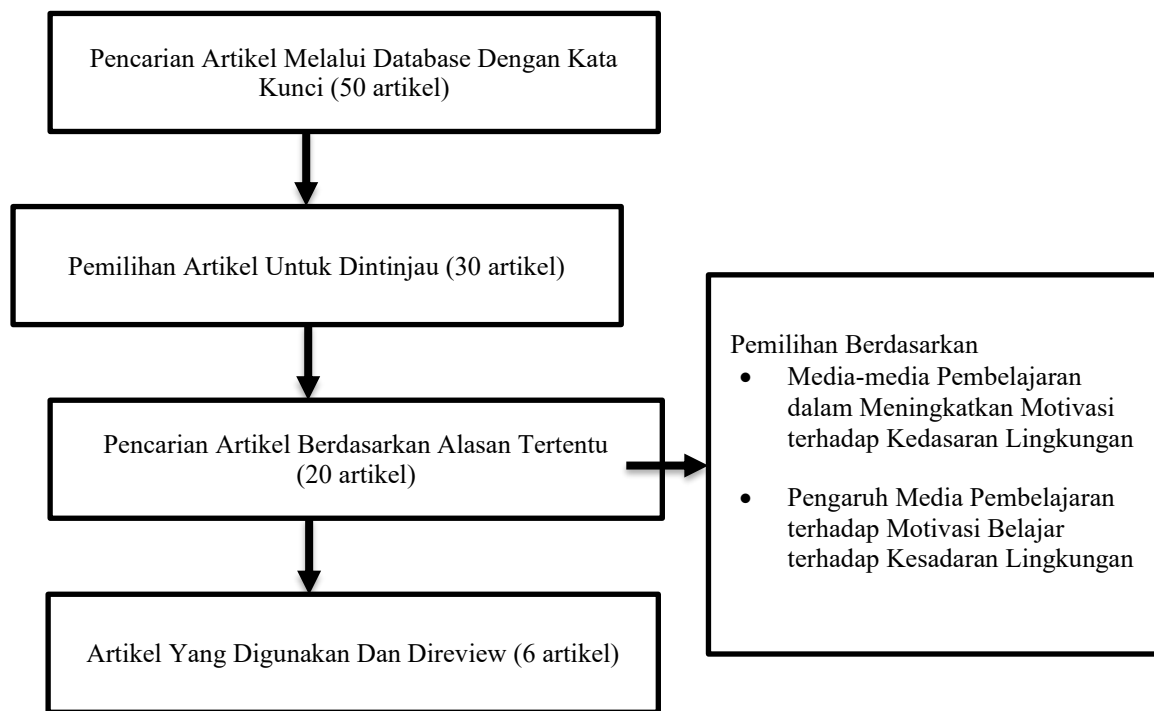 Pencarian Artikel Melalui Database Dengan Kata
Kunci (50 artikel)
Pemilihan Artikel Untuk Dintinjau (30 artikel)
Pencarian Artikel Berdasarkan Alasan Tertentu
(20 artikel)
Pemilihan Berdasarkan
• Media-media Pembelajaran
dalam Meningkatkan Motivasi
terhadap Kedasaran Lingkungan
• Pengaruh Media Pembelajaran
terhadap Motivasi Belajar
terhadap Kesadaran Lingkungan
Artikel Yang Digunakan Dan Direview (6 artikel)